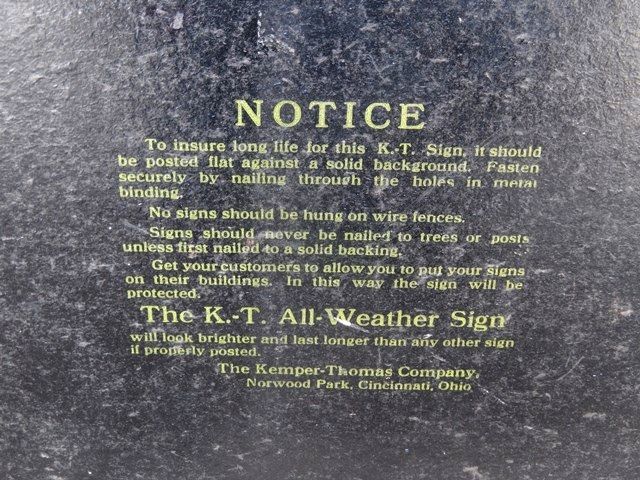 NOTICE
To insure long life for this K.-T. Sign, it should
be posted flat against a solid background. Fasten
securely by nailing through the holes in metal
binding.
No signs should be hung on wire fences.
Signs should never be nailed to trees or posts
unless first nailed to a solid backing.
Get your customers to allow you to put your signs
on their buildings. In this way the sign will be
protected.
The K.-T. All-Weather Sign
will look brighter and last longer than any other sign
if properly posted.
The Kemper-Thomas Company,
Norwood Park, Cincinnati, Ohio